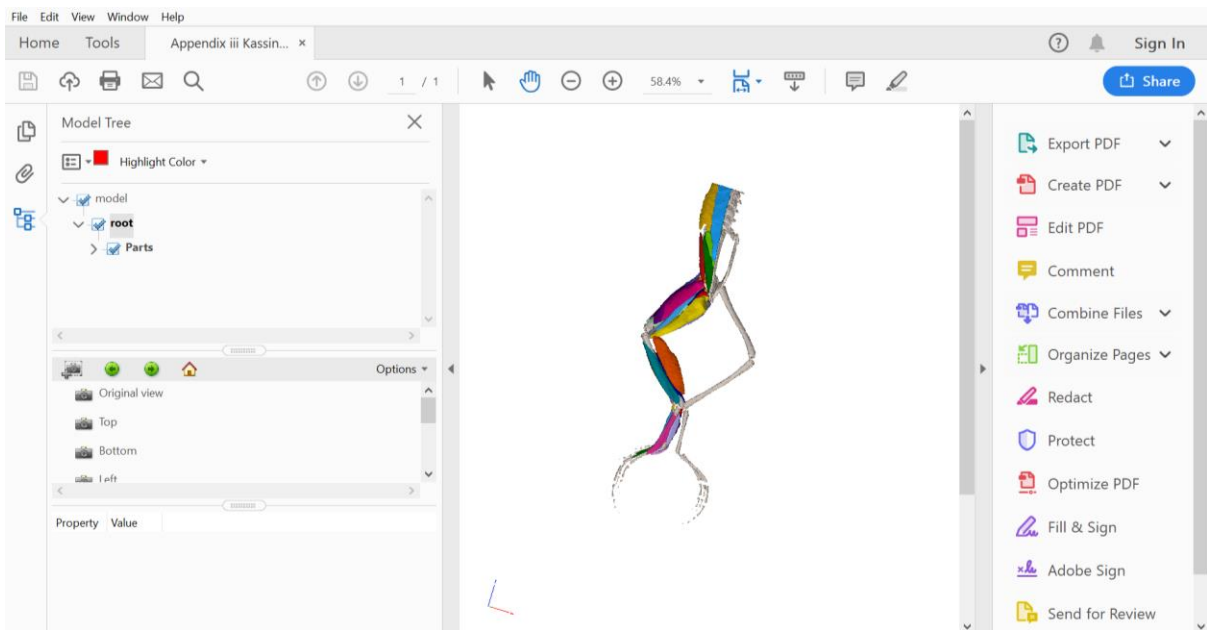 File Edit View Window Help
Home Tools Appendix iii Kassin... × Sign In
1 / 1 58.4% Share
Model Tree
Highlight Color
model
root
Parts
Options
Original view
Top
Bottom
Left
Property Value
Export PDF
Create PDF
Edit PDF
Comment
Combine Files
Organize Pages
Redact
Protect
Optimize PDF
Fill & Sign
Adobe Sign
Send for Review